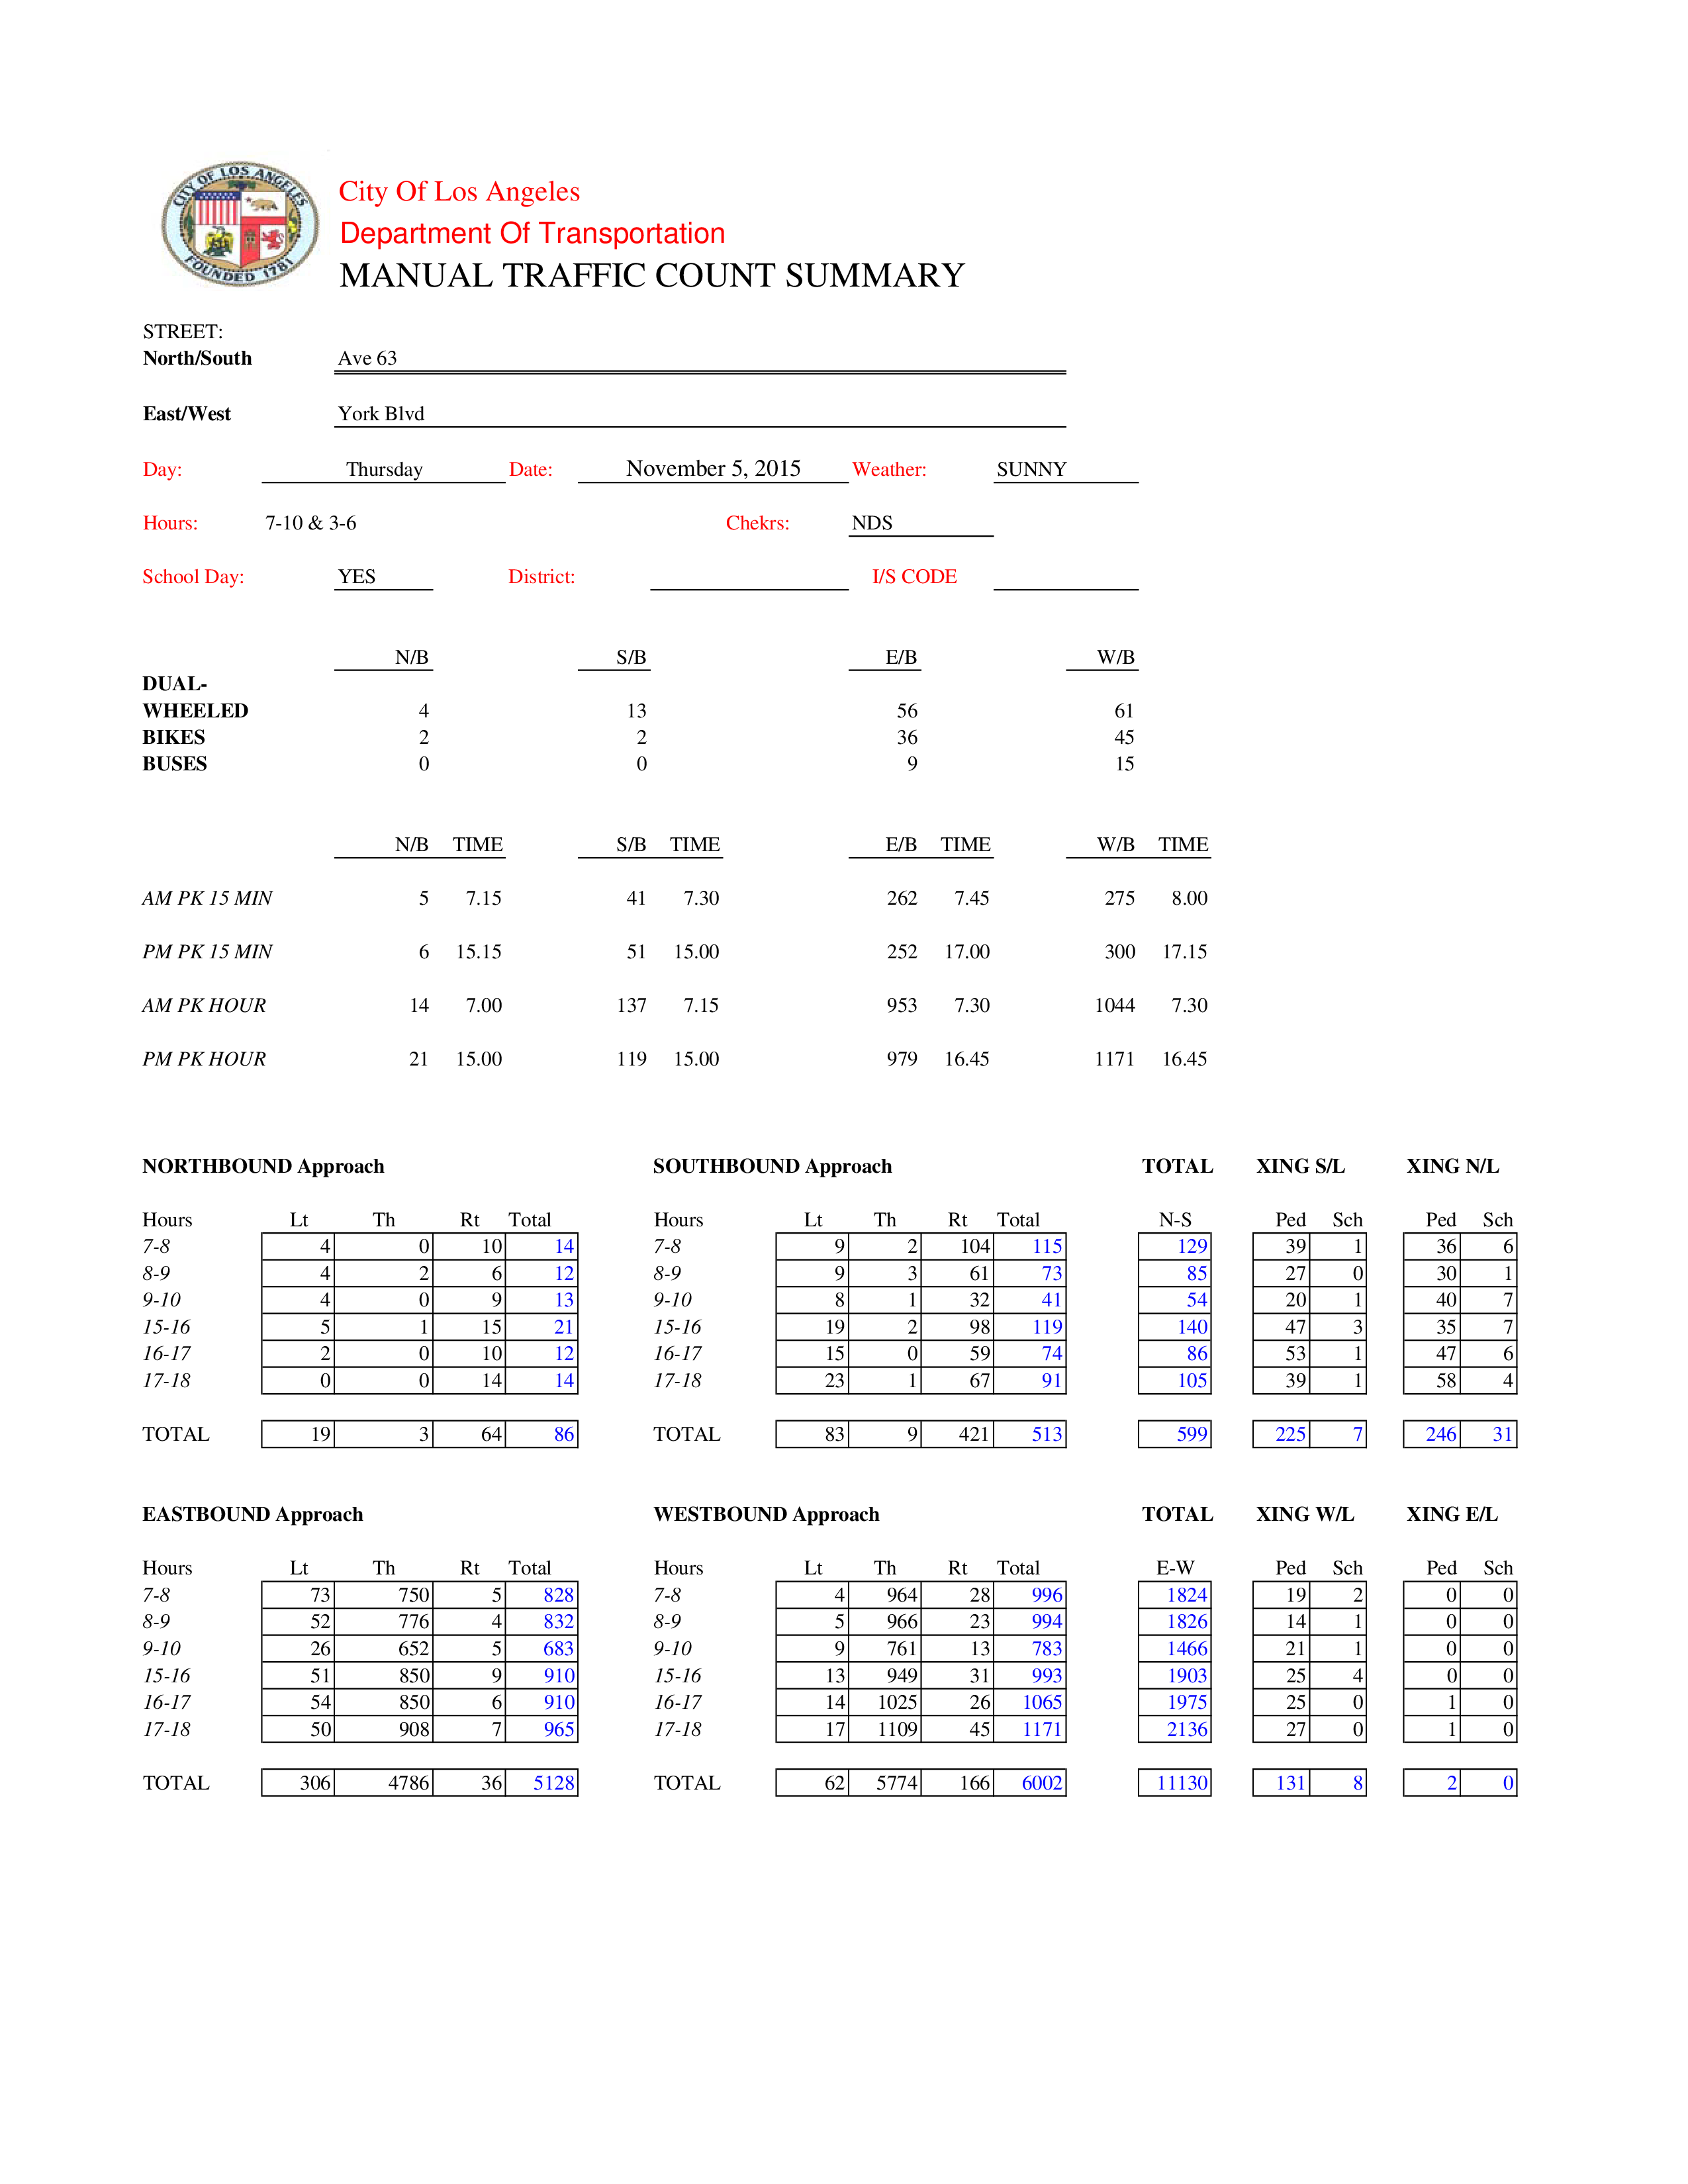 CITY OF LOS ANGELES
FOUNDED 1781
City Of Los Angeles
Department Of Transportation
MANUAL TRAFFIC COUNT SUMMARY
STREET:
North/South Ave 63
East/West York Blvd
Day: Thursday Date: November 5, 2015 Weather: SUNNY
Hours: 7-10 & 3-6 Chekrs: NDS
School Day: YES District: I/S CODE
N/B S/B E/B W/B
DUAL-
WHEELED 4 13 56 61
BIKES 2 2 36 45
BUSES 0 0 9 15
N/B TIME S/B TIME E/B TIME W/B TIME
AM PK 15 MIN 5 7.15 41 7.30 262 7.45 275 8.00
PM PK 15 MIN 6 15.15 51 15.00 252 17.00 300 17.15
AM PK HOUR 14 7.00 137 7.15 953 7.30 1044 7.30
PM PK HOUR 21 15.00 119 15.00 979 16.45 1171 16.45
NORTHBOUND Approach SOUTHBOUND Approach TOTAL XING S/L XING N/L
Hours Lt Th Rt Total Hours Lt Th Rt Total N-S Ped Sch Ped Sch
7-8 4 0 10 14 7-8 9 2 104 115 129 39 1 36 6
8-9 4 2 6 12 8-9 9 3 61 73 85 27 0 30 1
9-10 4 0 9 13 9-10 8 1 32 41 54 20 1 40 7
15-16 5 1 15 21 15-16 19 2 98 119 140 47 3 35 7
16-17 2 0 10 12 16-17 15 0 59 74 86 53 1 47 6
17-18 0 0 14 14 17-18 23 1 67 91 105 39 1 58 4
TOTAL 19 3 64 86 TOTAL 83 9 421 513 599 225 7 246 31
EASTBOUND Approach WESTBOUND Approach TOTAL XING W/L XING E/L
Hours Lt Th Rt Total Hours Lt Th Rt Total E-W Ped Sch Ped Sch
7-8 73 750 5 828 7-8 4 964 28 996 1824 19 2 0 0
8-9 52 776 4 832 8-9 5 966 23 994 1826 14 1 0 0
9-10 26 652 5 683 9-10 9 761 13 783 1466 21 1 0 0
15-16 51 850 9 910 15-16 13 949 31 993 1903 25 4 0 0
16-17 54 850 6 910 16-17 14 1025 26 1065 1975 25 0 1 0
17-18 50 908 7 965 17-18 17 1109 45 1171 2136 27 0 1 0
TOTAL 306 4786 36 5128 TOTAL 62 5774 166 6002 11130 131 8 2 0